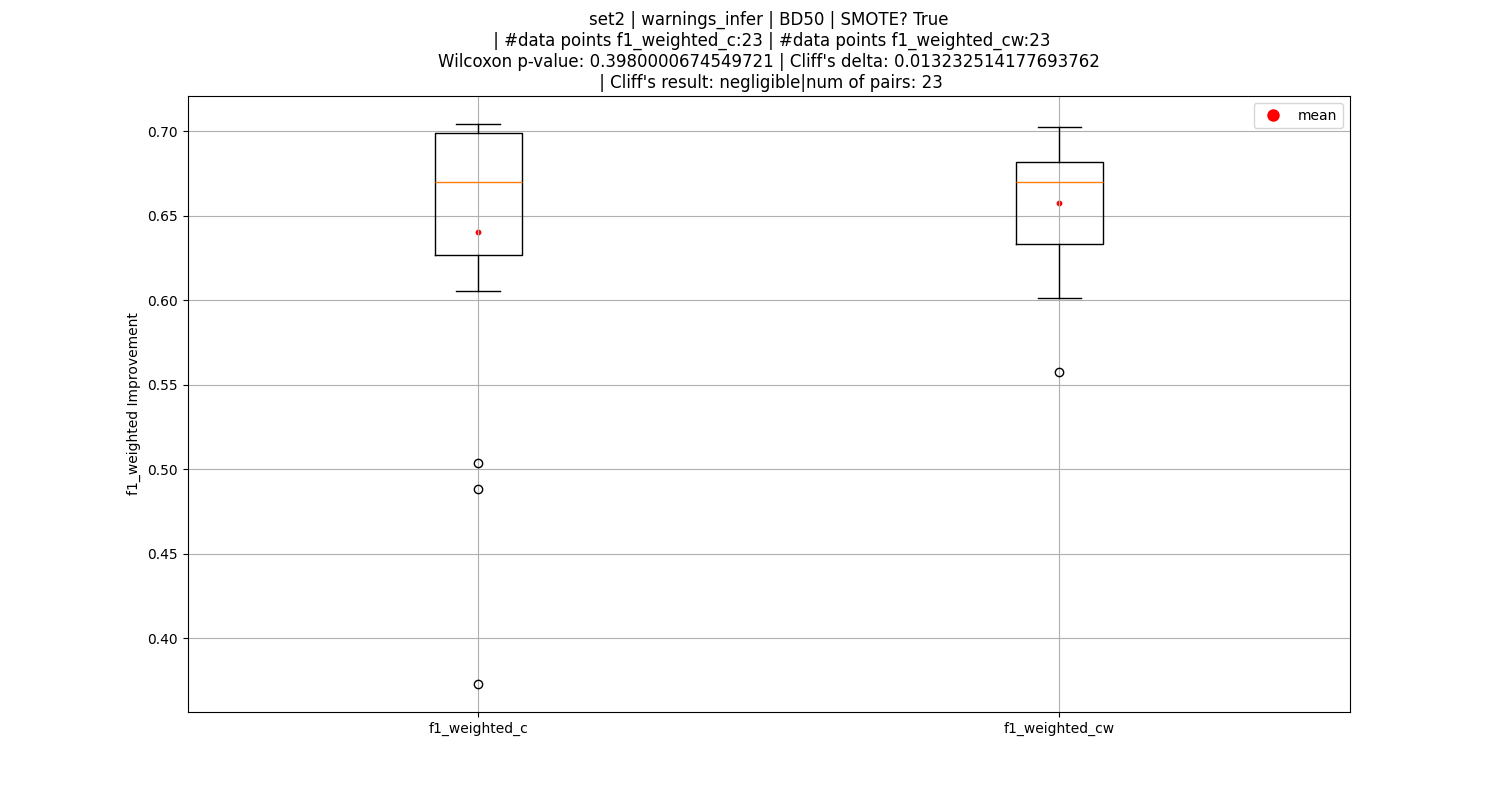 set2 | warnings_infer | BD50 | SMOTE? True
| #data points f1_weighted_c:23 | #data points f1_weighted_cw:23
Wilcoxon p-value: 0.3980000674549721 | Cliff's delta: 0.013232514177693762
| Cliff's result: negligible|num of pairs: 23
mean
0.70
0.65
0.60
0.55
0.50
0.45
0.40
f1_weighted Improvement
f1_weighted_c
f1_weighted_cw